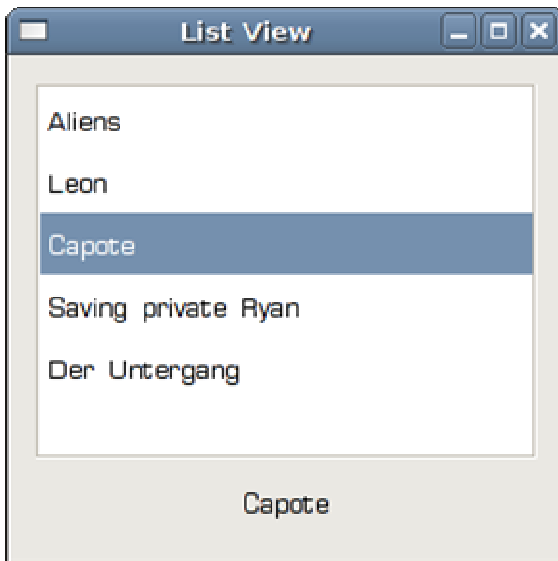 List View
Aliens
Leon
Capote
Saving private Ryan
Der Untergang
Capote